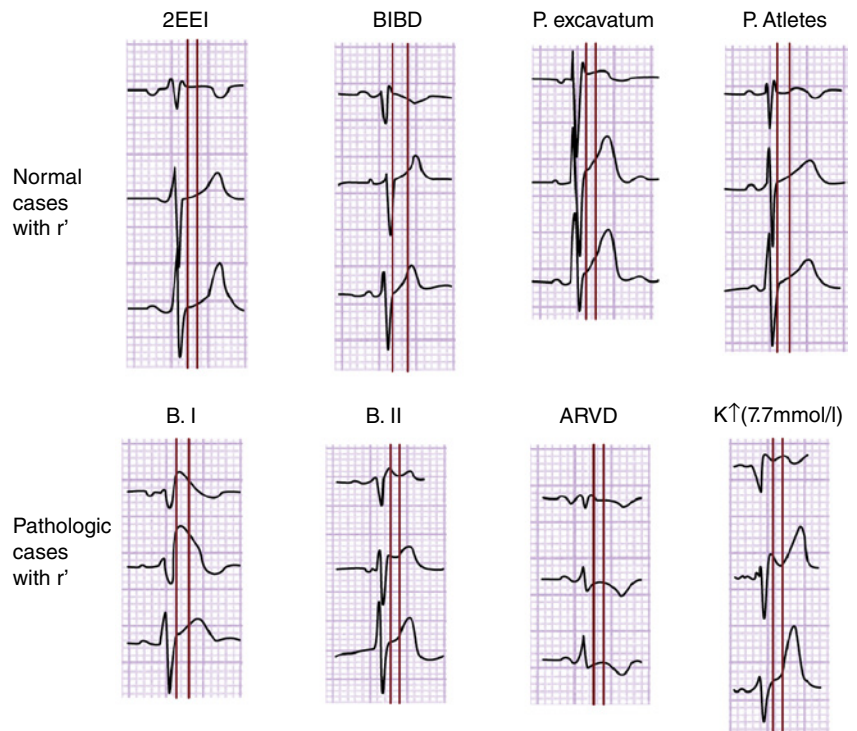 2EEI
BIBD
P. excavatum
P. Atletes
Normal
cases
with r’
B. I
B. II
ARVD
K↑(7.7mmol/l)
Pathologic
cases
with r’